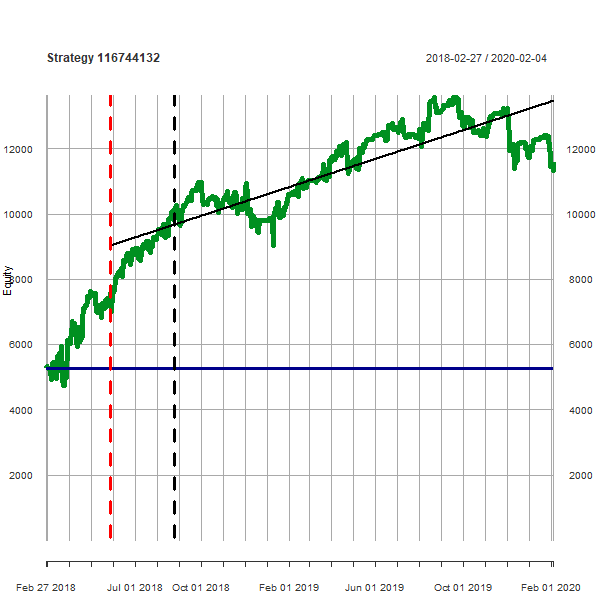 Strategy 116744132
2018-02-27 / 2020-02-04
12000
12000
10000
10000
8000
8000
Equity
6000
6000
4000
4000
2000
2000
Feb 27 2018
Jul 01 2018
Oct 01 2018
Feb 01 2019
Jun 01 2019
Oct 01 2019
Feb 01 2020